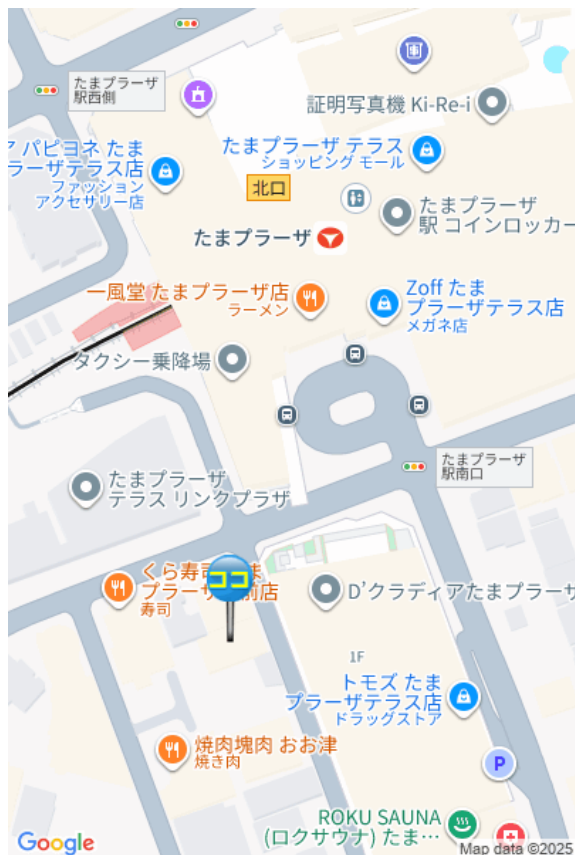 たまプラーザ
駅西側
証明写真機 Ki-Re-i
ア パピヨネ たま
ラーザテラス店
ファッション
アクセサリー店
たまプラーザ テラス
ショッピング モール
北口
たまプラーザ
駅 コインロッカー
たまプラーザ
一風堂 たまプラーザ店
ラーメン
Zoff たま
プラーザテラス店
メガネ店
タクシー乗降場
たまプラーザ
駅南口
たまプラーザ
テラス リンクプラザ
ココ
くら寿司 ま
プラーザ 前店
寿司
D'クラディアたまプラーザ
1F
トモズ たま
プラーザテラス店
ドラッグストア
焼肉塊肉 おお津
焼き肉
P
ROKU SAUNA
(ロクサウナ) たま…
Google
Map data ©2025